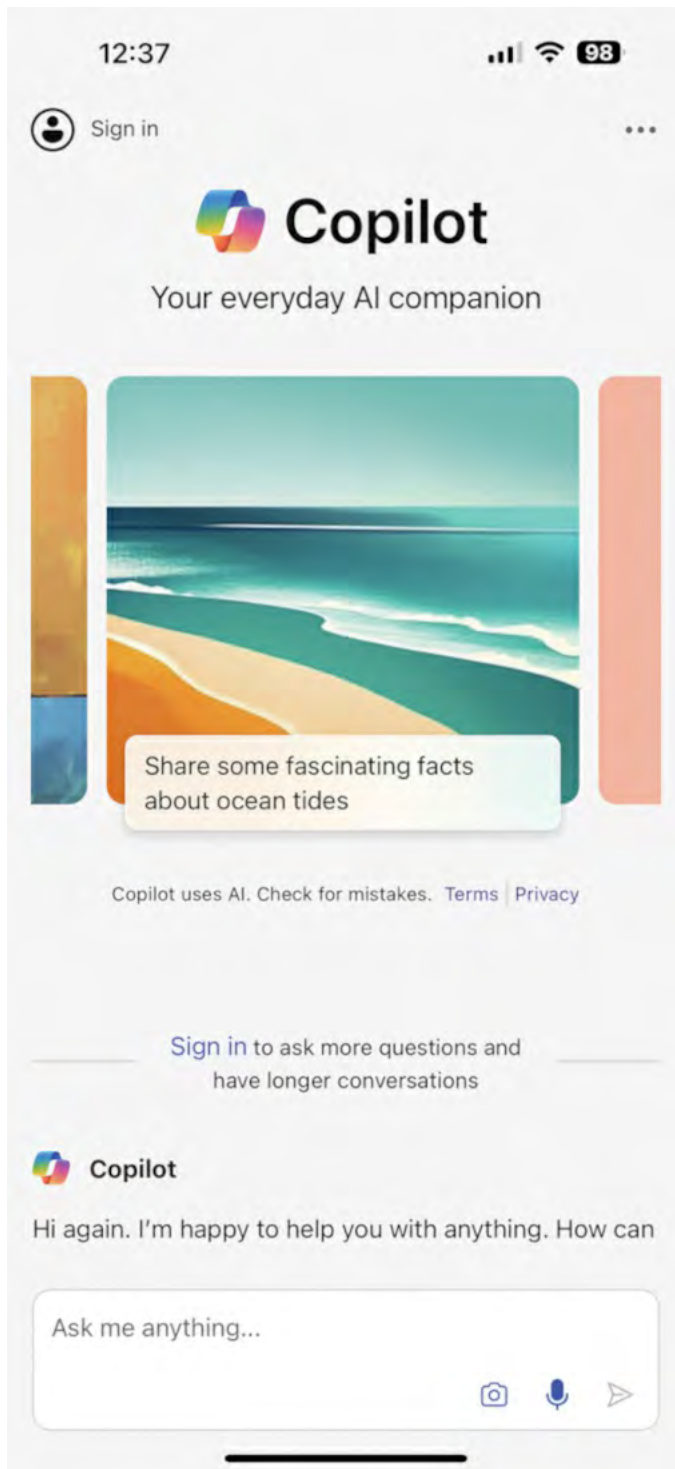 12:37
98
Sign in
Copilot
Your everyday AI companion
Share some fascinating facts
about ocean tides
Copilot uses AI. Check for mistakes. Terms | Privacy
Sign in to ask more questions and
have longer conversations
Copilot
Hi again. I'm happy to help you with anything. How can
Ask me anything...